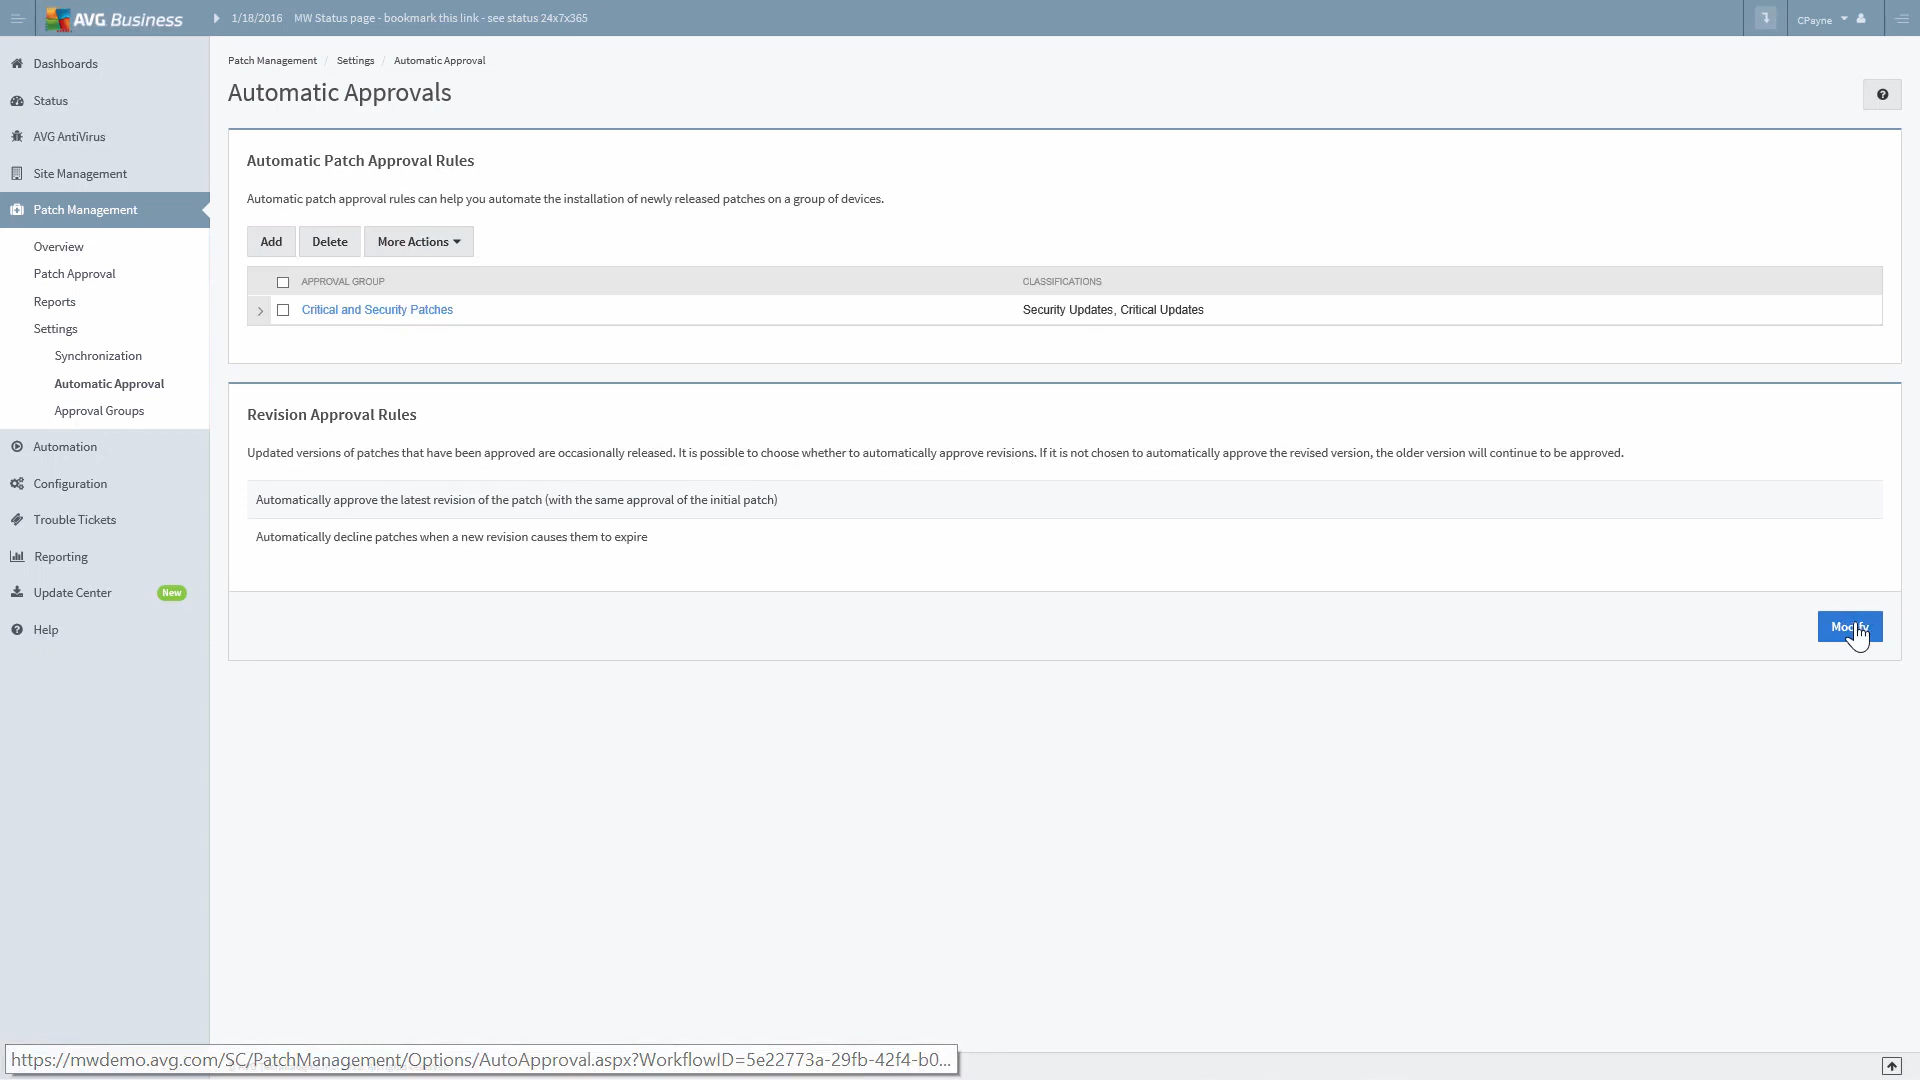 AVG Business
1/18/2016 MW Status page - bookmark this link - see status 24x7x365
CPayne
Dashboards
Status
AVG AntiVirus
Site Management
Patch Management
Overview
Patch Approval
Reports
Settings
Synchronization
Automatic Approval
Approval Groups
Automation
Configuration
Trouble Tickets
Reporting
Update Center New
Help
Patch Management / Settings / Automatic Approval
Automatic Approvals
Automatic Patch Approval Rules
Automatic patch approval rules can help you automate the installation of newly released patches on a group of devices.
Add Delete More Actions
APPROVAL GROUP CLASSIFICATIONS
Critical and Security Patches Security Updates, Critical Updates
Revision Approval Rules
Updated versions of patches that have been approved are occasionally released. It is possible to choose whether to automatically approve revisions. If it is not chosen to automatically approve the revised version, the older version will continue to be approved.
Automatically approve the latest revision of the patch (with the same approval of the initial patch)
Automatically decline patches when a new revision causes them to expire
Modify
https://mwdemo.avg.com/SC/PatchManagement/Options/AutoApproval.aspx?WorkflowID=5e22773a-29fb-42f4-b0...